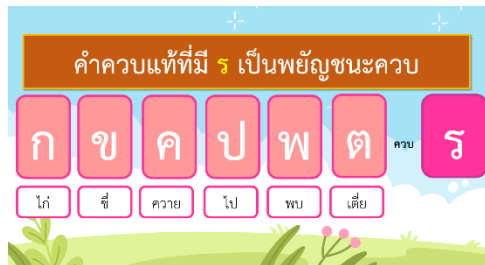 คำควบแท้ที่มี ร เป็นพยัญชนะควบ
ก ข ค ป พ ต ควบ ร
ไก่ ขี่ ควาย ไป พบ เตี่ย